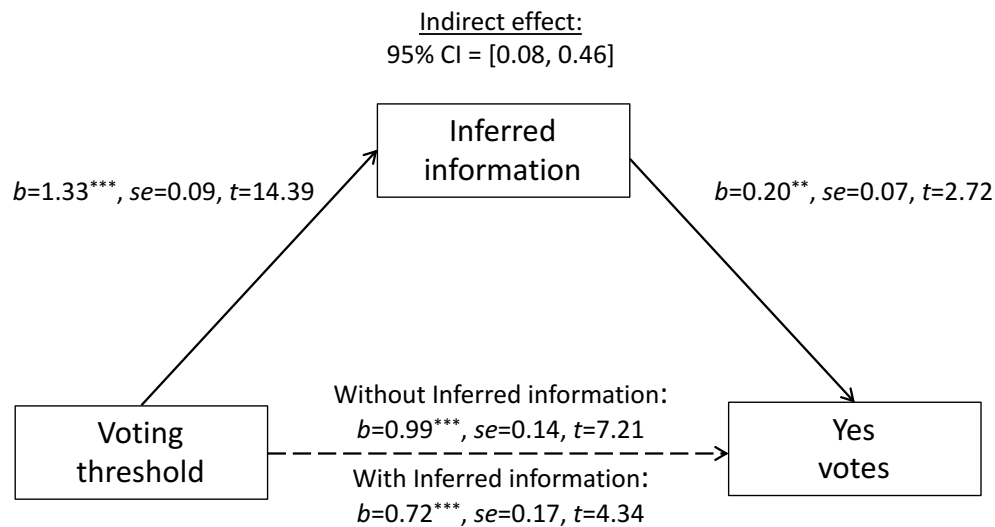 Indirect effect:
95% CI = [0.08, 0.46]
Inferred
information
b=1.33***, se=0.09, t=14.39
b=0.20**, se=0.07, t=2.72
Without Inferred information:
b=0.99***, se=0.14, t=7.21
Voting
threshold
Yes
votes
With Inferred information:
b=0.72***, se=0.17, t=4.34